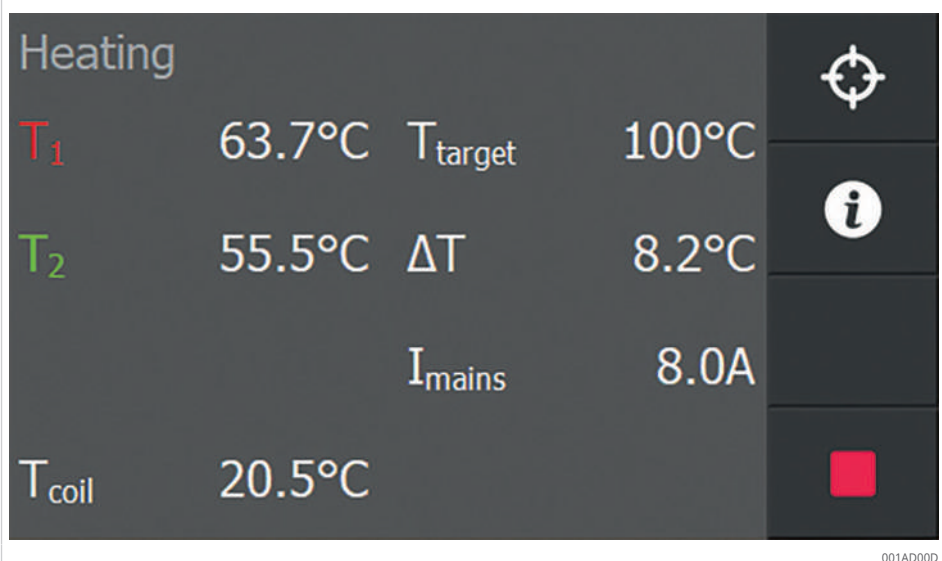 Heating
T1 63.7°C Ttarget 100°C
T2 55.5°C ΔT 8.2°C
Imains 8.0A
Tcoil 20.5°C
i
001AD00D